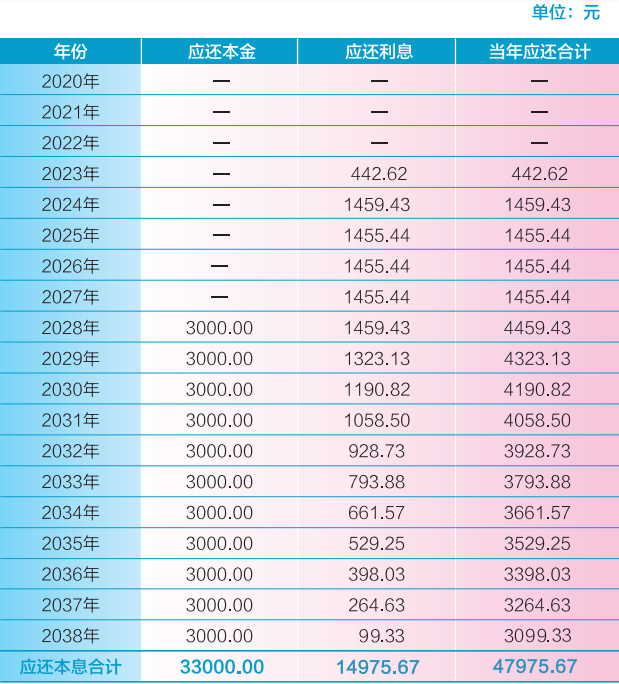 单位：元
年份 应还本金 应还利息 当年应还合计
2020年 — — —
2021年 — — —
2022年 — — —
2023年 — 442.62 442.62
2024年 — 1459.43 1459.43
2025年 — 1455.44 1455.44
2026年 — 1455.44 1455.44
2027年 — 1455.44 1455.44
2028年 3000.00 1459.43 4459.43
2029年 3000.00 1323.13 4323.13
2030年 3000.00 1190.82 4190.82
2031年 3000.00 1058.50 4058.50
2032年 3000.00 928.73 3928.73
2033年 3000.00 793.88 3793.88
2034年 3000.00 661.57 3661.57
2035年 3000.00 529.25 3529.25
2036年 3000.00 398.03 3398.03
2037年 3000.00 264.63 3264.63
2038年 3000.00 99.33 3099.33
应还本息合计 33000.00 14975.67 47975.67